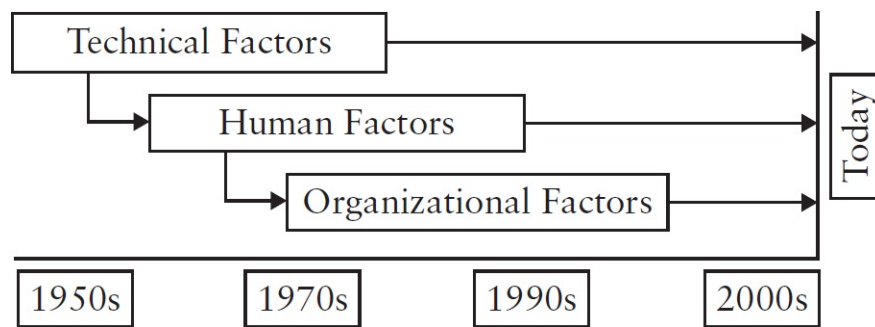 Technical Factors
Human Factors
Organizational Factors
Today
1950s
1970s
1990s
2000s